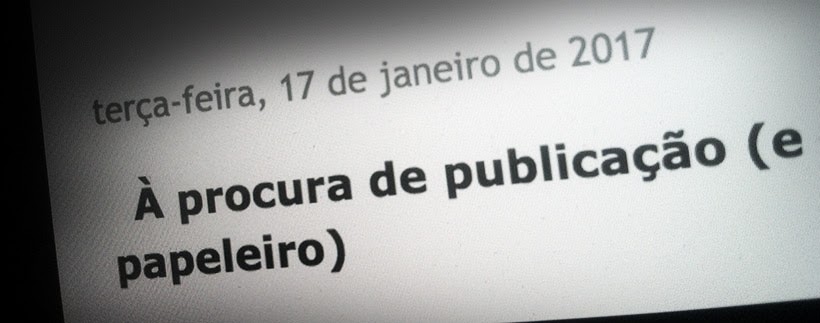 terça-feira, 17 de janeiro de 2017
À procura de publicação (e
papeleiro)